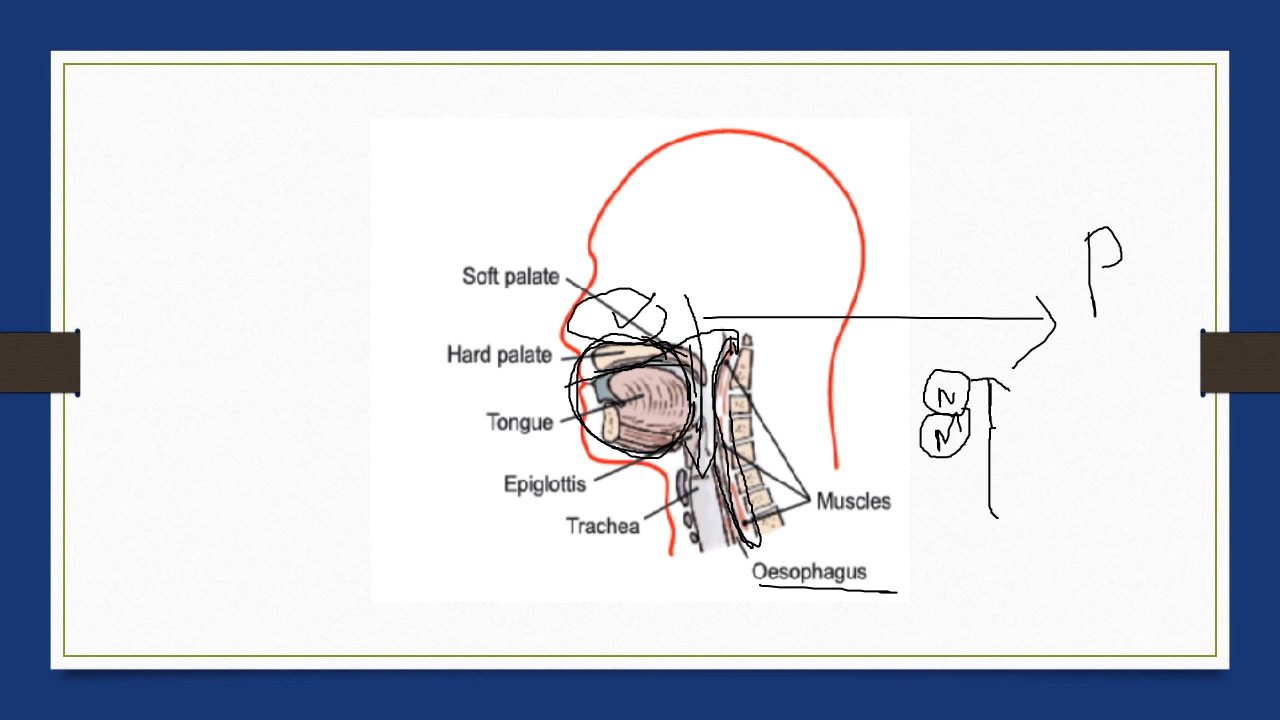 Soft palate
Hard palate
Tongue
Epiglottis
Trachea
Muscles
Oesophagus
P
N
N